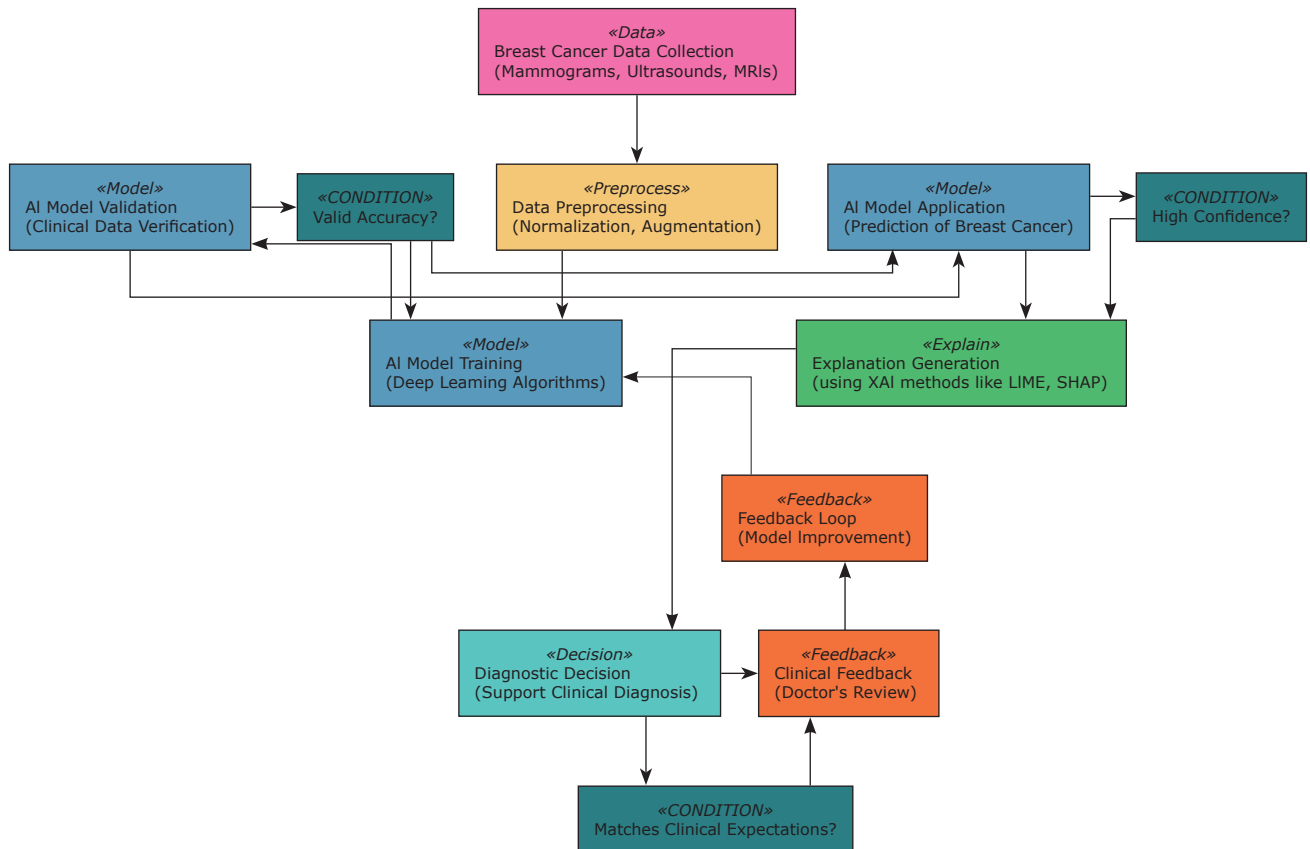 «Data»
Breast Cancer Data Collection
(Mammograms, Ultrasounds, MRIs)
«Model»
AI Model Validation
(Clinical Data Verification)
«CONDITION»
Valid Accuracy?
«Preprocess»
Data Preprocessing
(Normalization, Augmentation)
«Model»
AI Model Application
(Prediction of Breast Cancer)
«CONDITION»
High Confidence?
«Model»
AI Model Training
(Deep Leaming Algorithms)
«Explain»
Explanation Generation
(using XAI methods like LIME, SHAP)
«Feedback»
Feedback Loop
(Model Improvement)
«Decision»
Diagnostic Decision
(Support Clinical Diagnosis)
«Feedback»
Clinical Feedback
(Doctor's Review)
«CONDITION»
Matches Clinical Expectations?